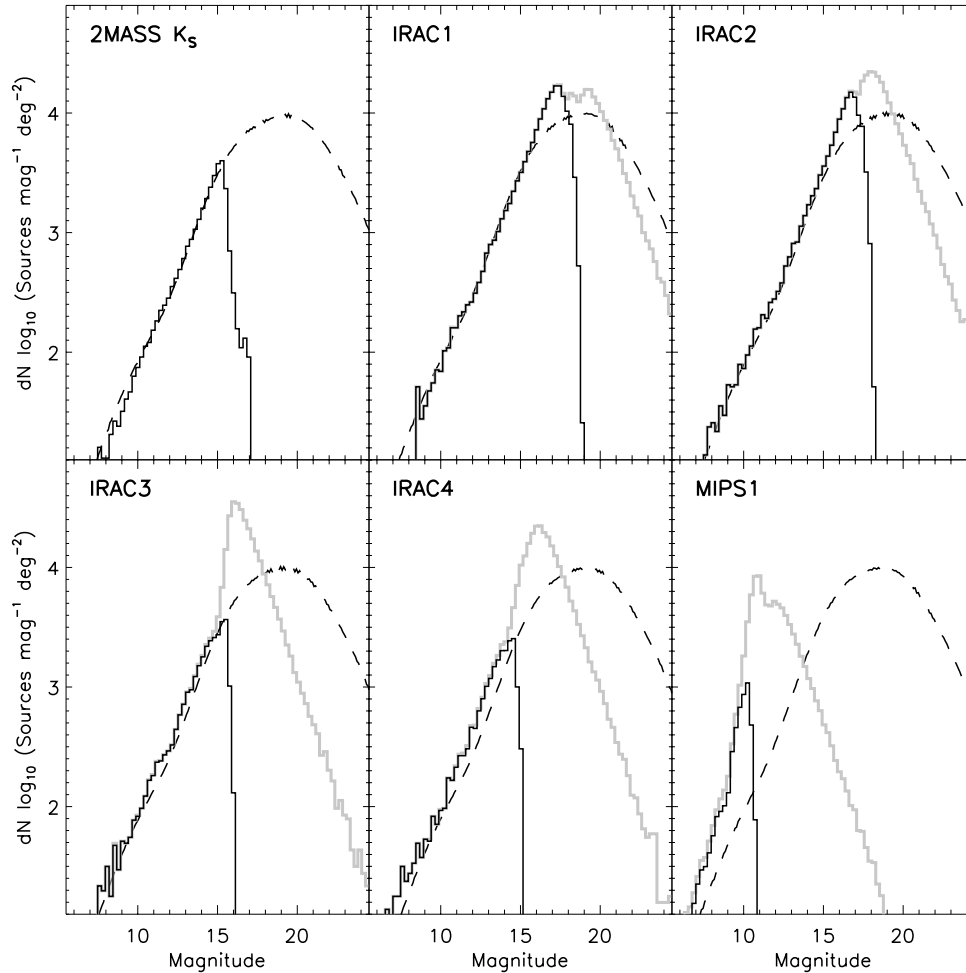 2MASS K_S
IRAC1
IRAC2
dN log₁₀ (Sources mag⁻¹ deg⁻²)
4
3
2
IRAC3
IRAC4
MIPS1
dN log₁₀ (Sources mag⁻¹ deg⁻²)
4
3
2
10 15 20
10 15 20
10 15 20
Magnitude
Magnitude
Magnitude